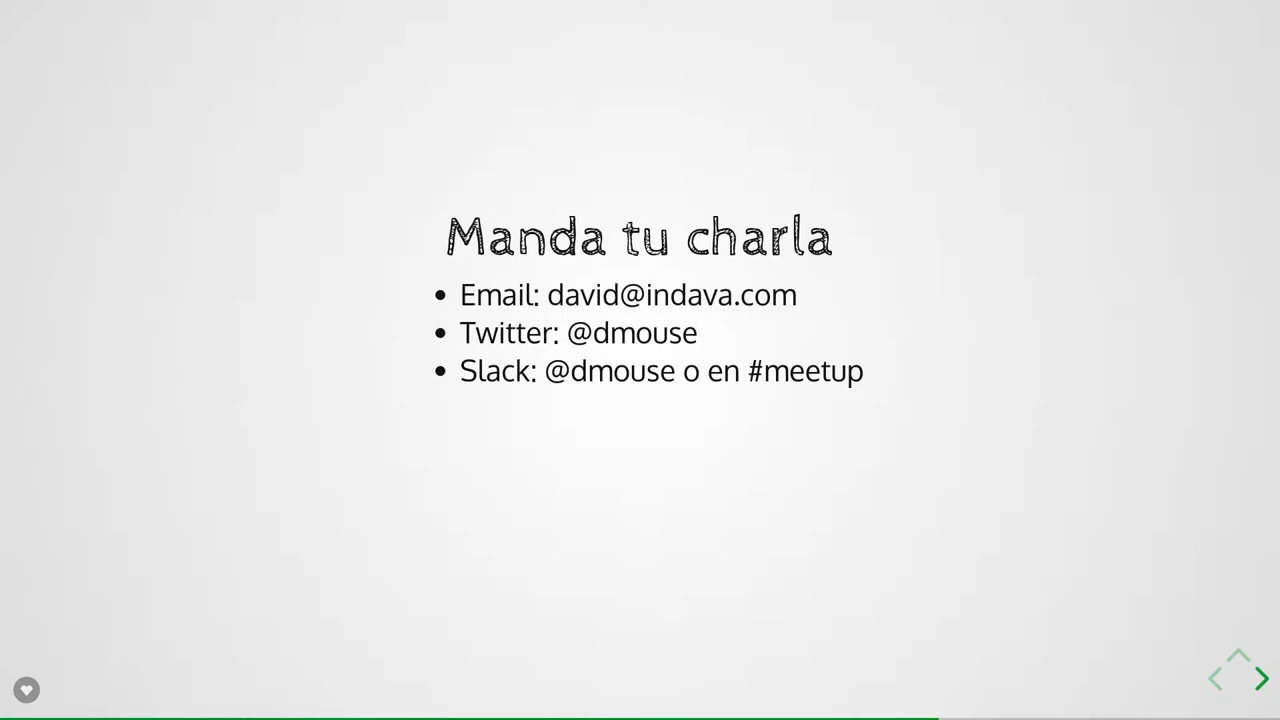 Manda tu charla
• Email: david@indava.com
• Twitter: @dmouse
• Slack: @dmouse o en #meetup